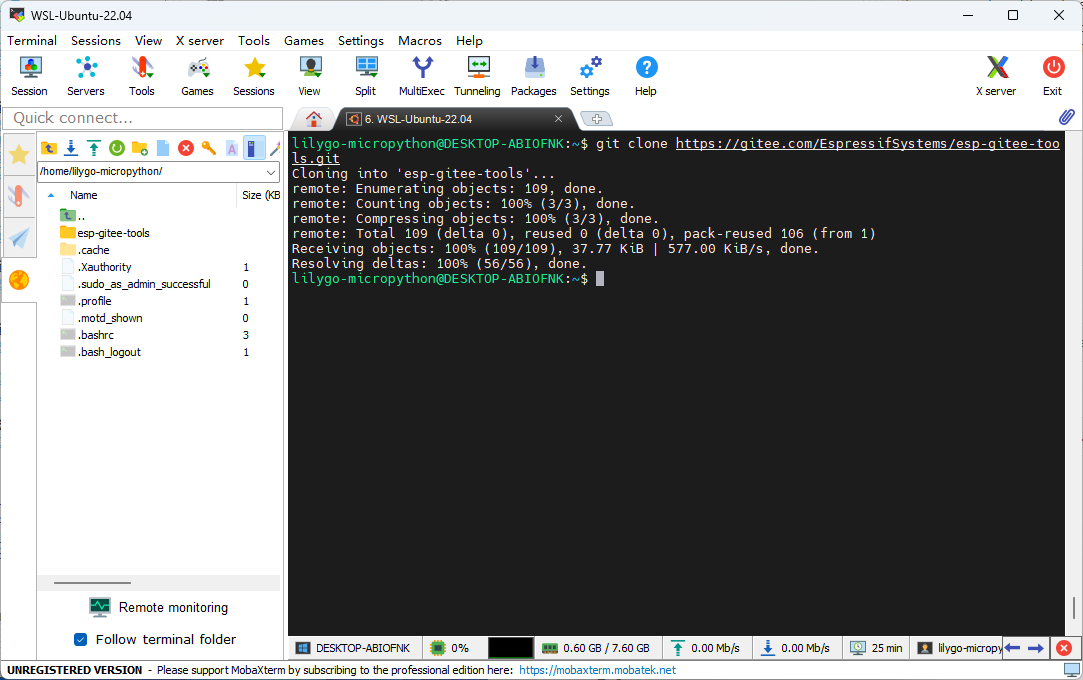 WSL-Ubuntu-22.04
Terminal Sessions View X server Tools Games Settings Macros Help
Session Servers Tools Games Sessions View Split MultiExec Tunneling Packages Settings Help X server Exit
Quick connect...
6. WSL-Ubuntu-22.04
/home/lilygo-micropython/
Name Size (KB
..
esp-gitee-tools
.cache
.Xauthority 1
.sudo_as_admin_successful 0
.profile 1
.motd_shown 0
.bashrc 3
.bash_logout 1
Remote monitoring
Follow terminal folder
lilygo-micropython@DESKTOP-ABIOFNK:~$ git clone https://gitee.com/EspressifSystems/esp-gitee-too
ls.git
Cloning into 'esp-gitee-tools'...
remote: Enumerating objects: 109, done.
remote: Counting objects: 100% (3/3), done.
remote: Compressing objects: 100% (3/3), done.
remote: Total 109 (delta 0), reused 0 (delta 0), pack-reused 106 (from 1)
Receiving objects: 100% (109/109), 37.77 KiB | 577.00 KiB/s, done.
Resolving deltas: 100% (56/56), done.
lilygo-micropython@DESKTOP-ABIOFNK:~$
DESKTOP-ABIOFNK 0% 0.60 GB / 7.60 GB 0.00 Mb/s 0.00 Mb/s 25 min lilygo-micropy
UNREGISTERED VERSION - Please support MobaXterm by subscribing to the professional edition here: https://mobaxterm.mobatek.net